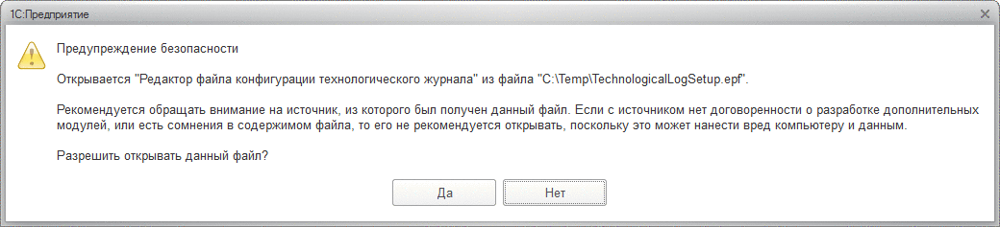 1С:Предприятие
Предупреждение безопасности
Открывается "Редактор файла конфигурации технологического журнала" из файла "C:\Temp\TechnologicalLogSetup.epf".
Рекомендуется обращать внимание на источник, из которого был получен данный файл. Если с источником нет договоренности о разработке дополнительных
модулей, или есть сомнения в содержимом файла, то его не рекомендуется открывать, поскольку это может нанести вред компьютеру и данным.
Разрешить открывать данный файл?
Да
Нет